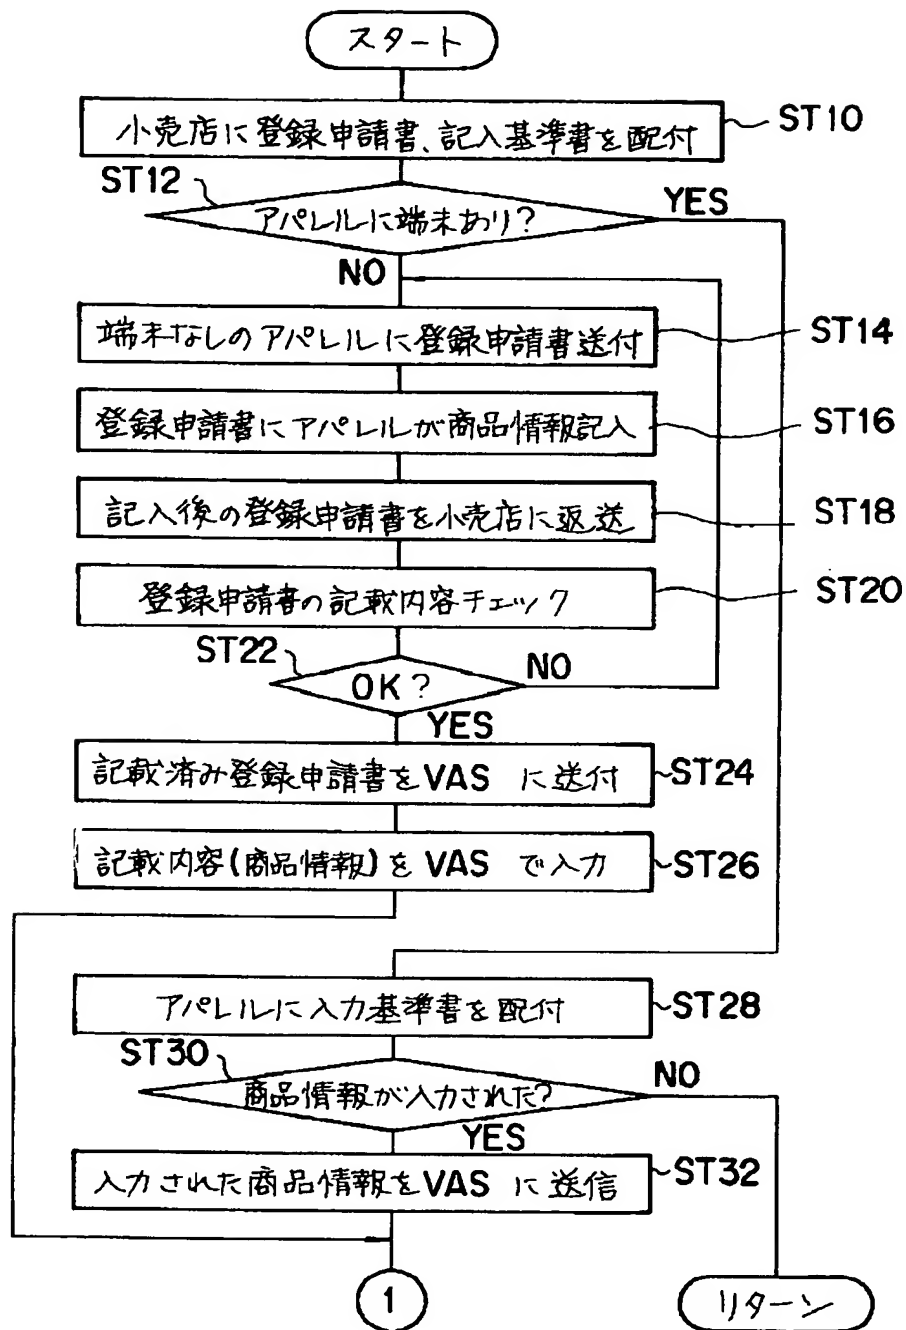 スタート
小売店に登録申請書、記入基準書を配付
ST10
ST12
アパレルに端末あり?
YES
NO
端末なしのアパレルに登録申請書送付
ST14
登録申請書にアパレルが商品情報記入
ST16
記入後の登録申請書を小売店に返送
ST18
登録申請書の記載内容チェック
ST20
ST22
OK?
NO
YES
記載済み登録申請書をVAS に送付
ST24
記載内容(商品情報)を VAS で入力
ST26
アパレルに入力基準書を配付
ST28
ST30
商品情報が入力された?
NO
YES
入力された商品情報をVAS に送信
ST32
1
リターン